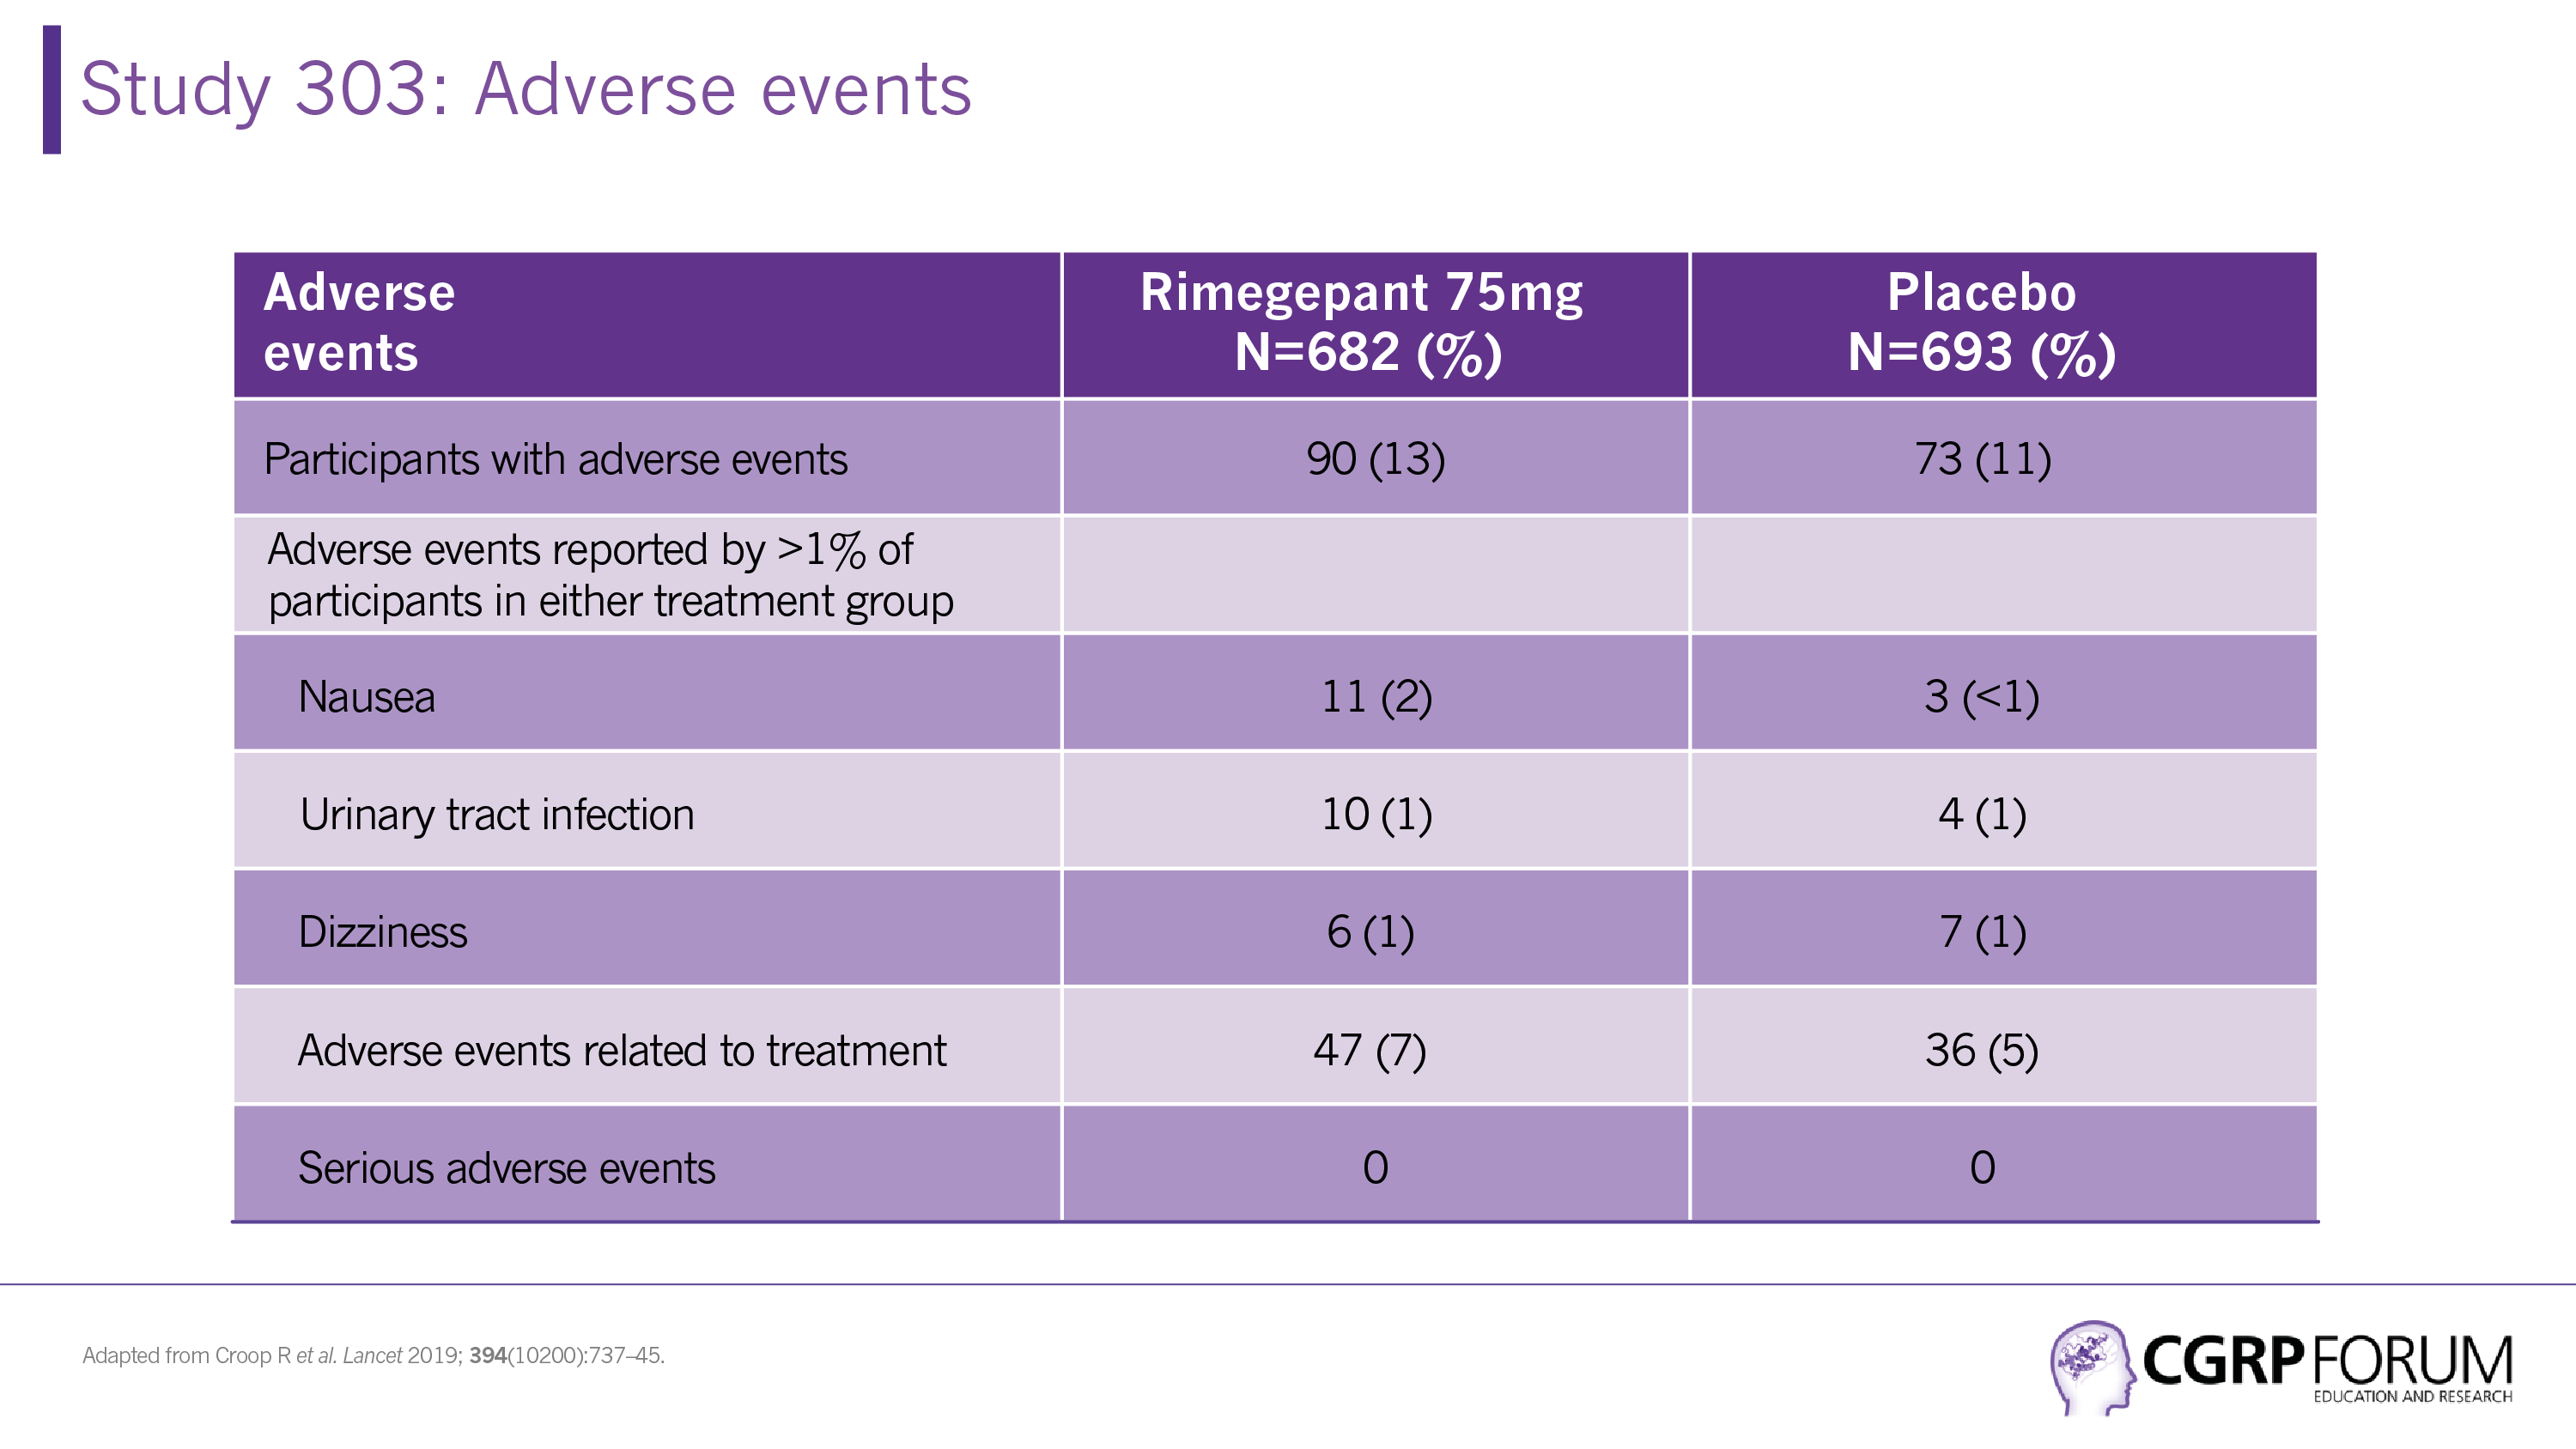 Study 303: Adverse events
Adverse
events
Rimegepant 75mg
N=682 (%)
Placebo
N=693 (%)
Participants with adverse events
90 (13)
73 (11)
Adverse events reported by >1% of
participants in either treatment group
Nausea
11 (2)
3 (<1)
Urinary tract infection
10 (1)
4 (1)
Dizziness
6 (1)
7 (1)
Adverse events related to treatment
47 (7)
36 (5)
Serious adverse events
0
0
Adapted from Croop R et al. Lancet 2019; 394(10200):737–45.
CGRP FORUM
EDUCATION AND RESEARCH